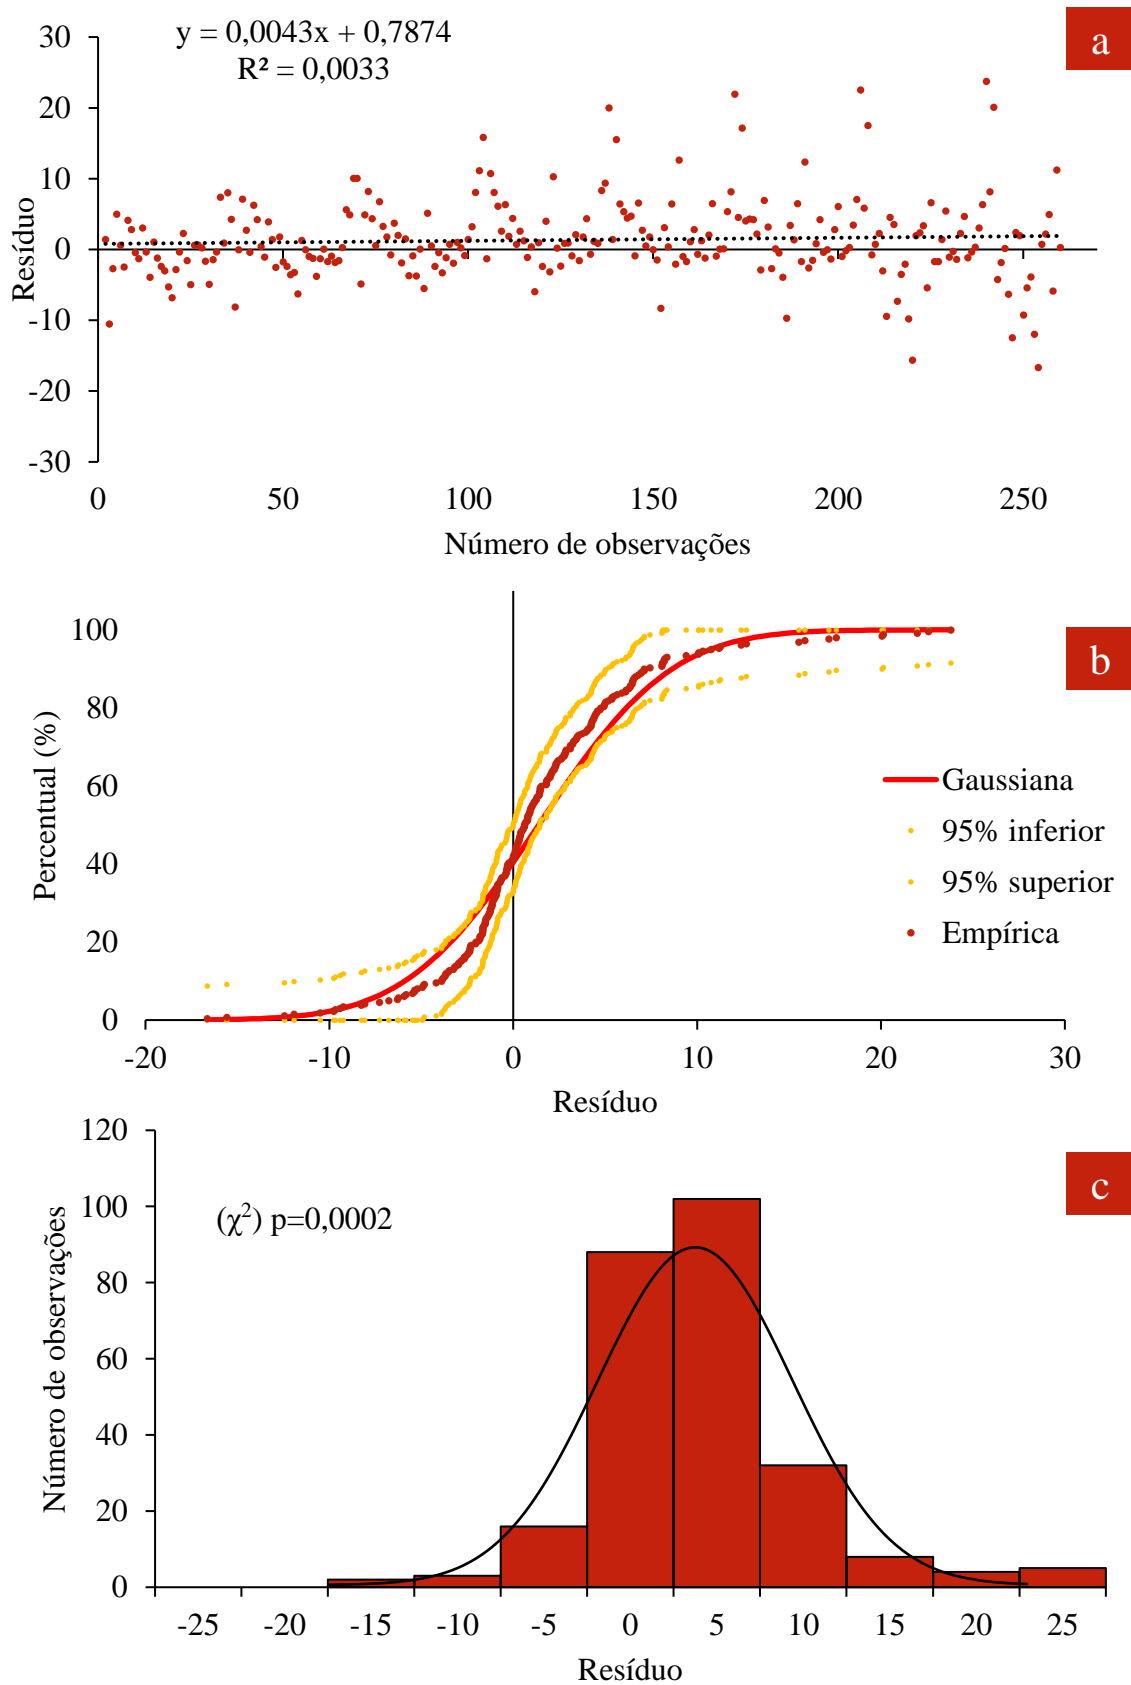 y = 0,0043x + 0,7874
R² = 0,0033
a
30
20
10
0
-10
-20
-30
Resíduo
0 50 100 150 200 250
Número de observações
b
100
80
60
40
20
0
Percentual (%)
Gaussiana
95% inferior
95% superior
Empírica
-20 -10 0 10 20 30
Resíduo
c
120
100
80
60
40
20
0
Número de observações
(χ²) p=0,0002
-25 -20 -15 -10 -5 0 5 10 15 20 25
Resíduo